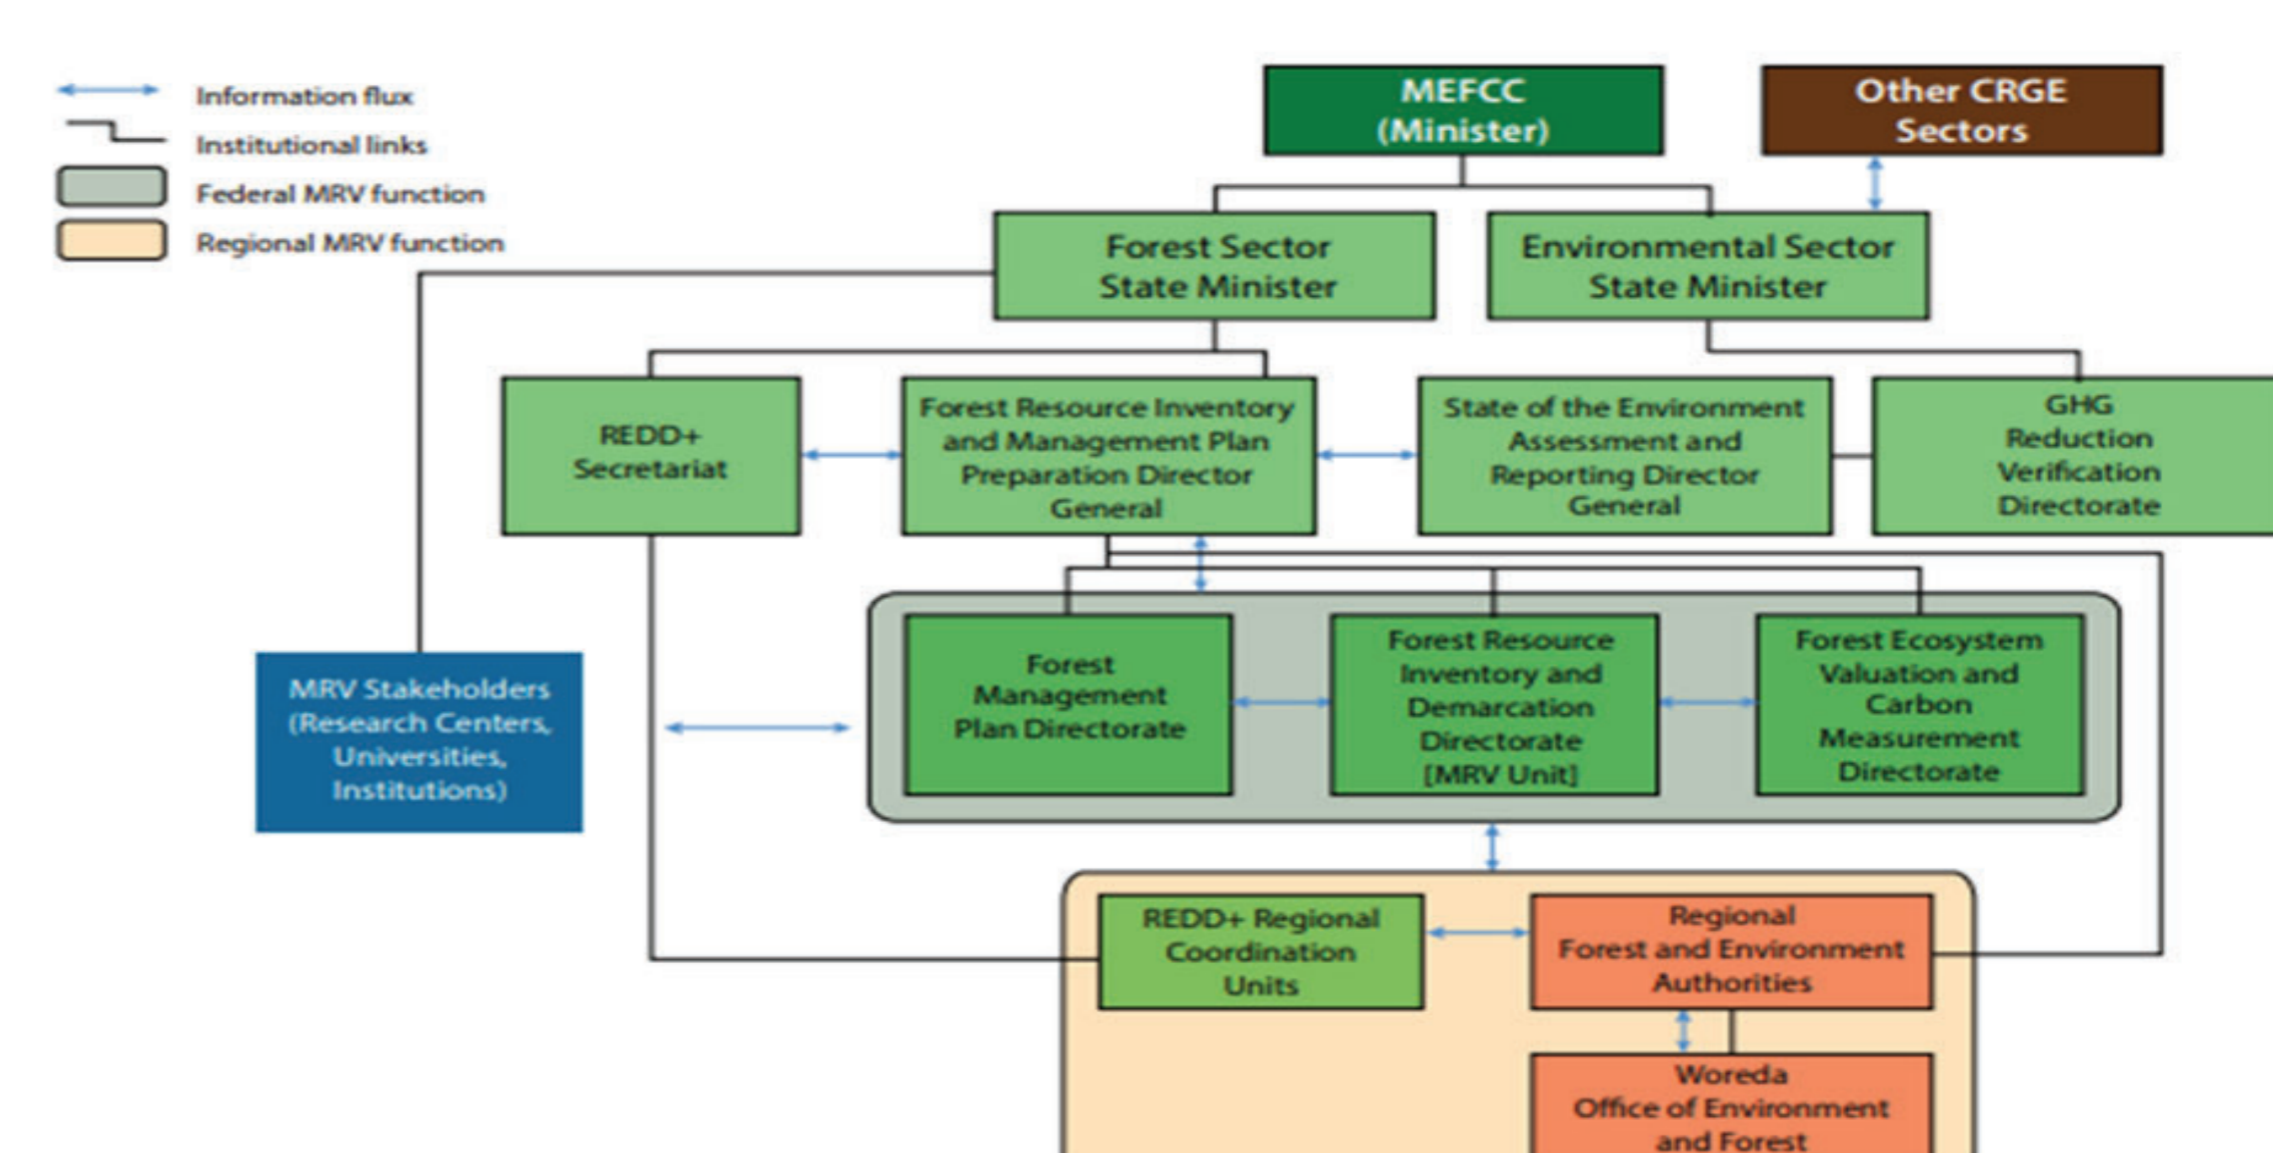 Information flux
Institutional links
Federal MRV function
Regional MRV function
MEFCC
(Minister)
Other CRGE
Sectors
Forest Sector
State Minister
Environmental Sector
State Minister
REDD+
Secretariat
Forest Resource Inventory
and Management Plan
Preparation Director
General
State of the Environment
Assessment and
Reporting Director
General
GHG
Reduction
Verification
Directorate
MRV Stakeholders
(Research Centers,
Universities,
Institutions)
Forest
Management
Plan Directorate
Forest Resource
Inventory and
Demarcation
Directorate
[MRV Unit]
Forest Ecosystem
Valuation and
Carbon
Measurement
Directorate
REDD+ Regional
Coordination
Units
Regional
Forest and Environment
Authorities
Woreda
Office of Environment
and Forest